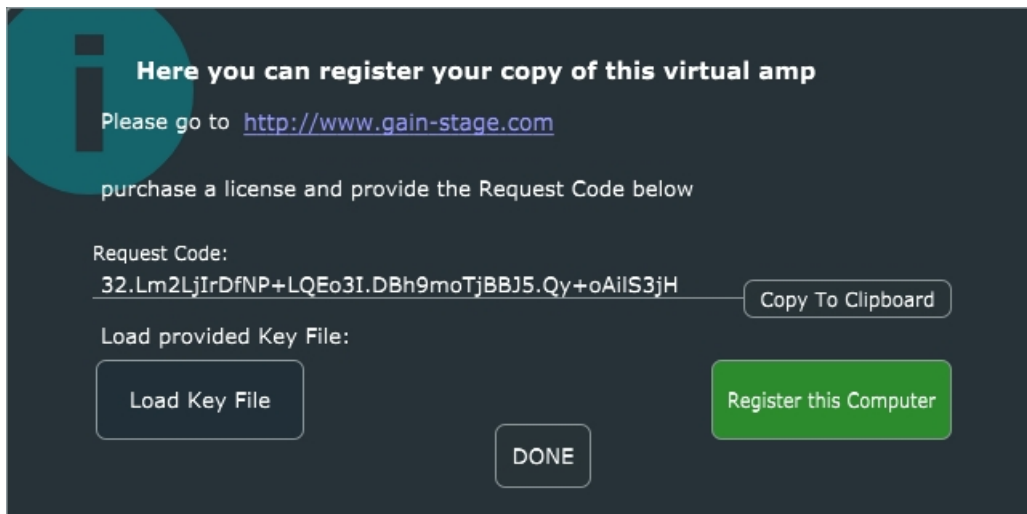 Here you can register your copy of this virtual amp
Please go to http://www.gain-stage.com
purchase a license and provide the Request Code below
Request Code:
32.Lm2LjIrDfNP+LQEo3I.DBh9moTjBBJ5.Qy+oAilS3jH
Copy To Clipboard
Load provided Key File:
Load Key File
Register this Computer
DONE